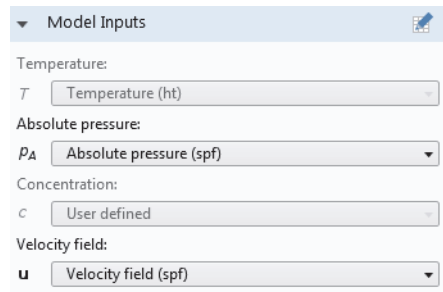 Model Inputs
Temperature:
T Temperature (ht)
Absolute pressure:
pA Absolute pressure (spf)
Concentration:
c User defined
Velocity field:
u Velocity field (spf)